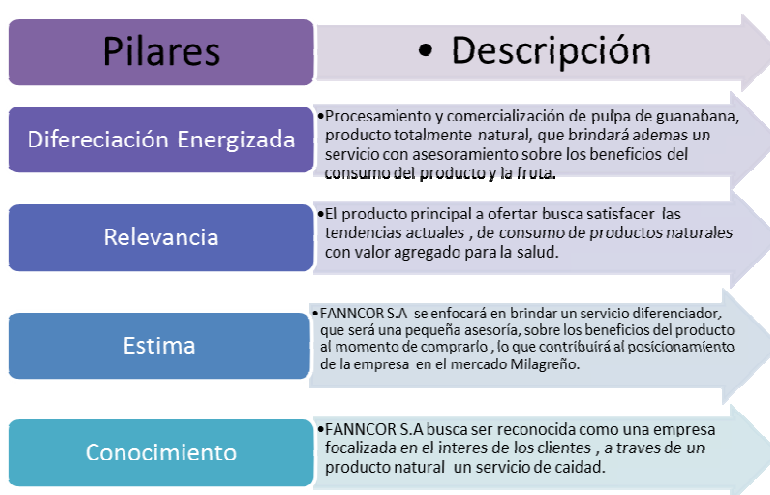 Pilares
• Descripción
Difereciación Energizada
•Procesamiento y comercialización de pulpa de guanabana,
producto totalmente natural, que brindará ademas un
servicio con asesoramiento sobre los beneficios del
consumo del producto y la fruta.
Relevancia
•El producto principal a ofertar busca satisfacer las
tendencias actuales , de consumo de productos naturales
con valor agregado para la salud.
Estima
•FANNCOR S.A se enfocará en brindar un servicio diferenciador,
que será una pequeña asesoría, sobre los beneficios del producto
al momento de comprarlo , lo que contribuirá al posicionamiento
de la empresa en el mercado Milagreño.
Conocimiento
•FANNCOR S.A busca ser reconocida como una empresa
focalizada en el interes de los clientes , a traves de un
producto natural un servicio de caidad.